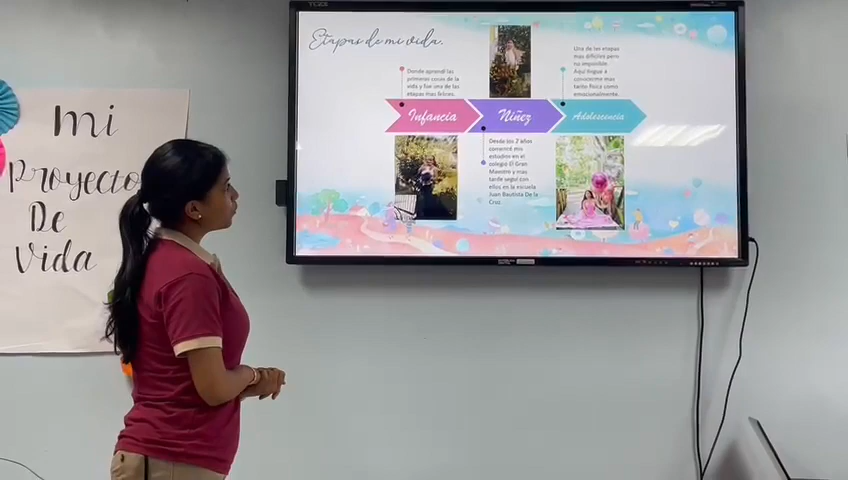 mi
Proyecto
De
Vida
Etapas de mi vida.
Donde aprendí las
primeras cosas de la
vida y fue una de las
etapas mas felices.
Una de las etapas
mas difíciles pero
no imposible.
Aquí llegue a
conocerme mas
tanto física como
emocionalmente.
Infancia
Niñez
Adolescencia
Desde los 2 años
comencé mis
estudios en el
colegio El Gran
Maestro y mas
tarde seguí con
ellos en la escuela
Juan Bautista De la
Cruz.